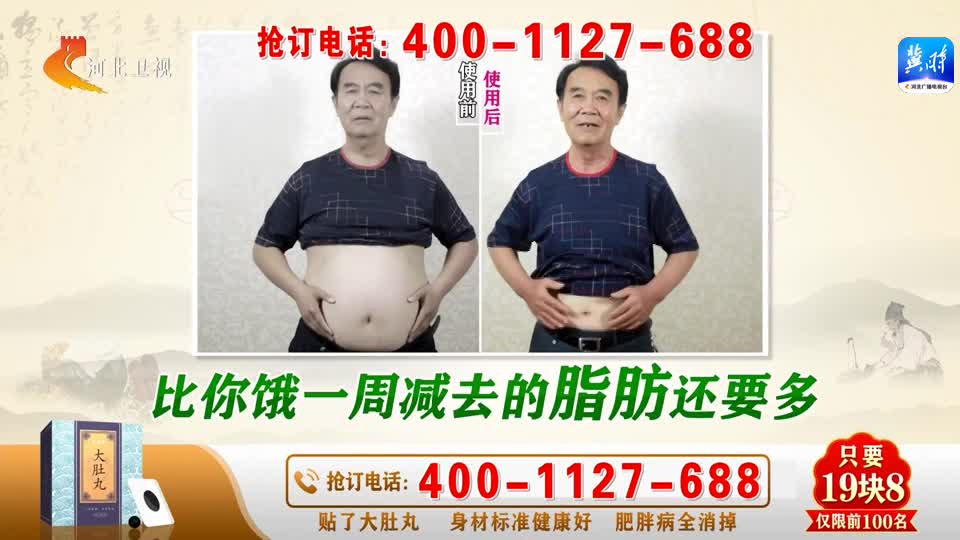 抢订电话：400-1127-688
河北卫视
冀时
河北广播电视台
使用前
使用后
比你饿一周减去的脂肪还要多
大肚丸
抢订电话：400-1127-688
贴了大肚丸 身材标准健康好 肥胖病全消掉
只要
19块8
仅限前100名